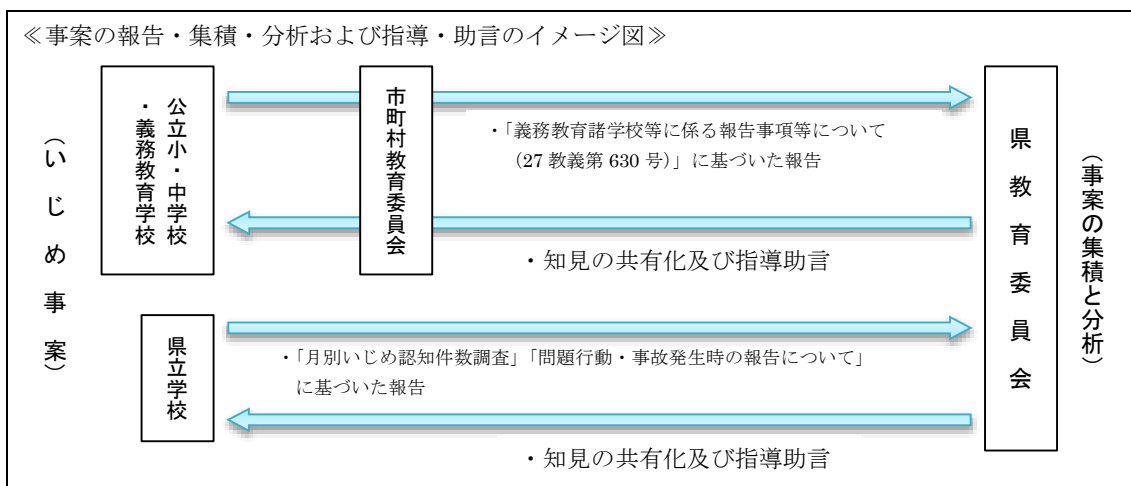 ≪事案の報告・集積・分析および指導・助言のイメージ図≫
（いじめ事案）
公立小・中学校
・義務教育学校
市町村教育委員会
・「義務教育諸学校等に係る報告事項等について
（27 教義第 630 号）」に基づいた報告
・知見の共有化及び指導助言
県教育委員会
（事案の集積と分析）
県立学校
・「月別いじめ認知件数調査」「問題行動・事故発生時の報告について」
に基づいた報告
・知見の共有化及び指導助言